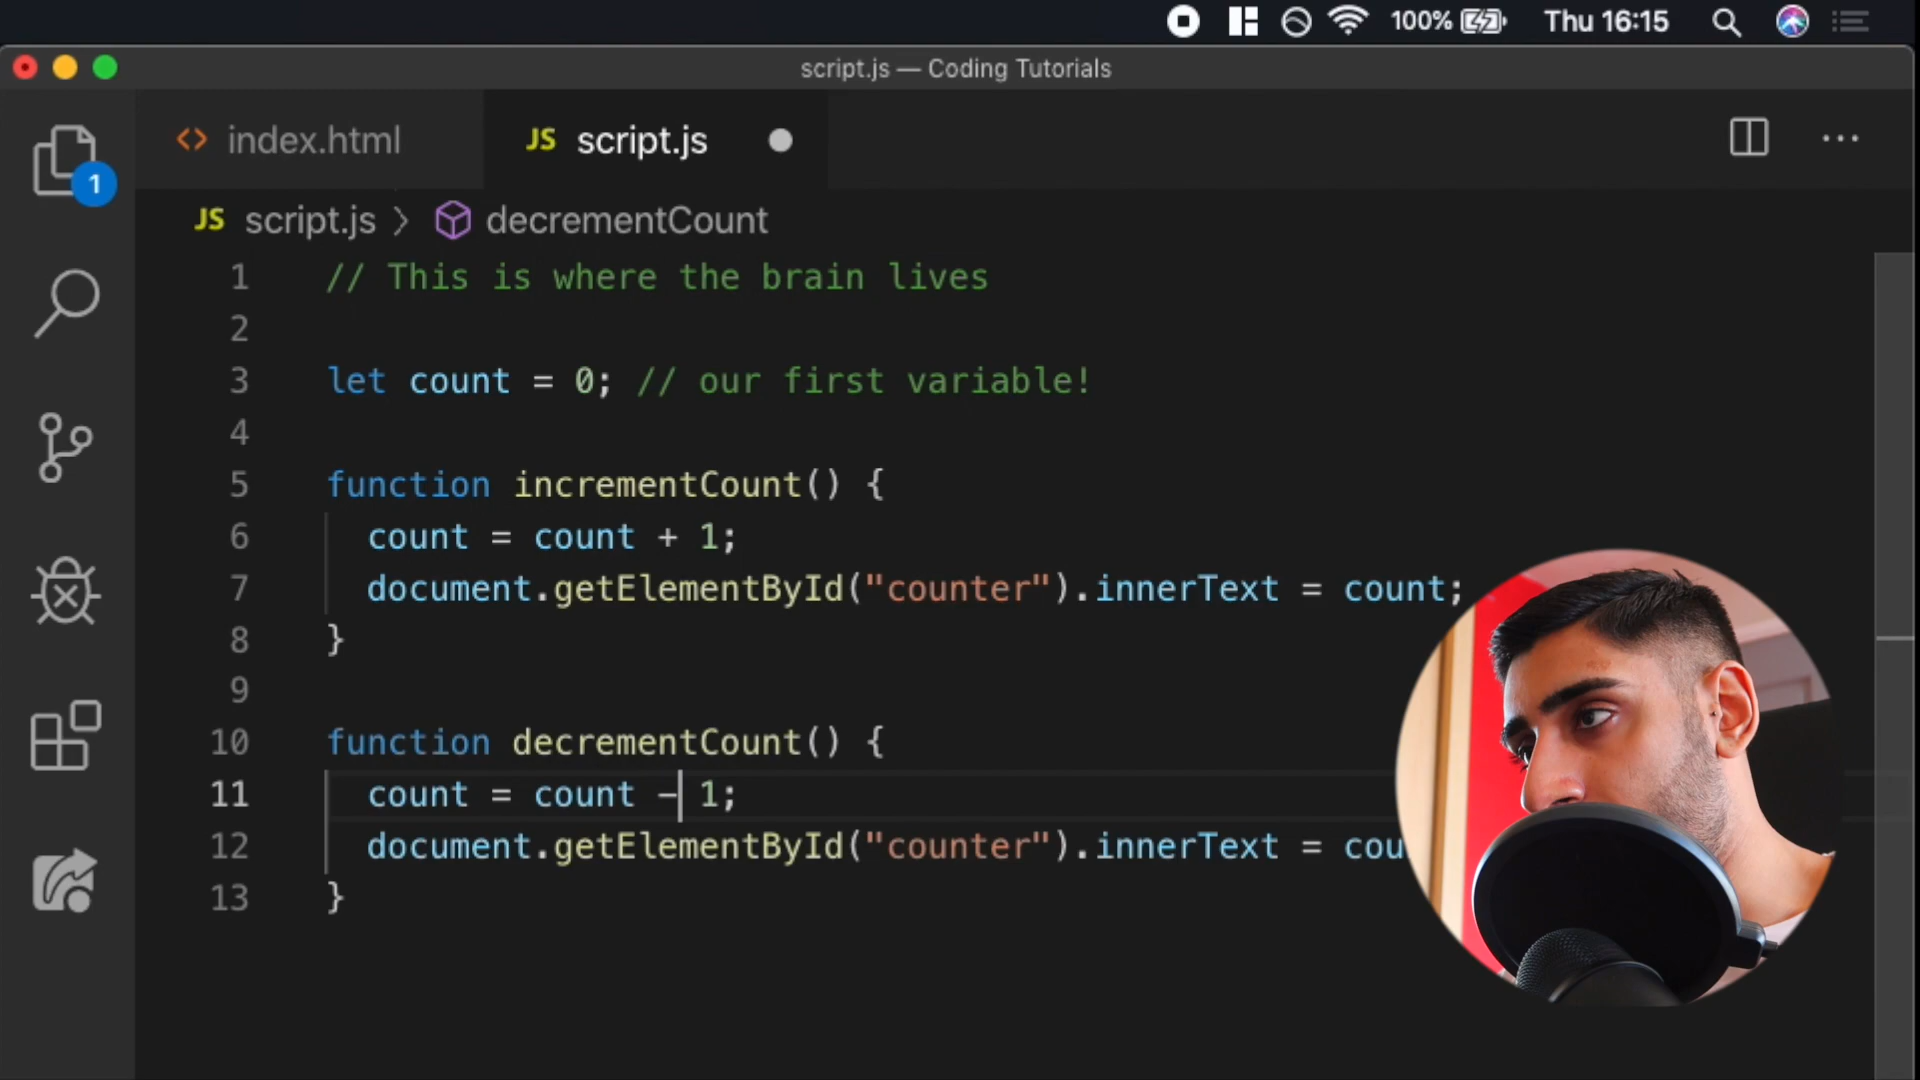 100% Thu 16:15
script.js — Coding Tutorials
1
<> index.html JS script.js
JS script.js > decrementCount
1 // This is where the brain lives
2
3 let count = 0; // our first variable!
4
5 function incrementCount() {
6 count = count + 1;
7 document.getElementById("counter").innerText = count;
8 }
9
10 function decrementCount() {
11 count = count - 1;
12 document.getElementById("counter").innerText = cou
13 }